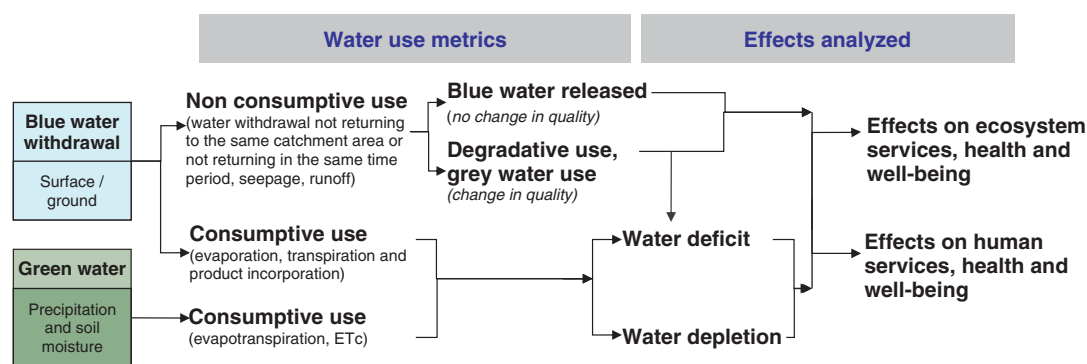 Water use metrics
Effects analyzed
Blue water
withdrawal
Surface /
ground
Green water
Precipitation
and soil
moisture
Non consumptive use
(water withdrawal not returning
to the same catchment area or
not returning in the same time
period, seepage, runoff)
Consumptive use
(evaporation, transpiration and
product incorporation)
Consumptive use
(evapotranspiration, ETc)
Blue water released
(no change in quality)
Degradative use,
grey water use
(change in quality)
Water deficit
Water depletion
Effects on ecosystem
services, health and
well-being
Effects on human
services, health and
well-being